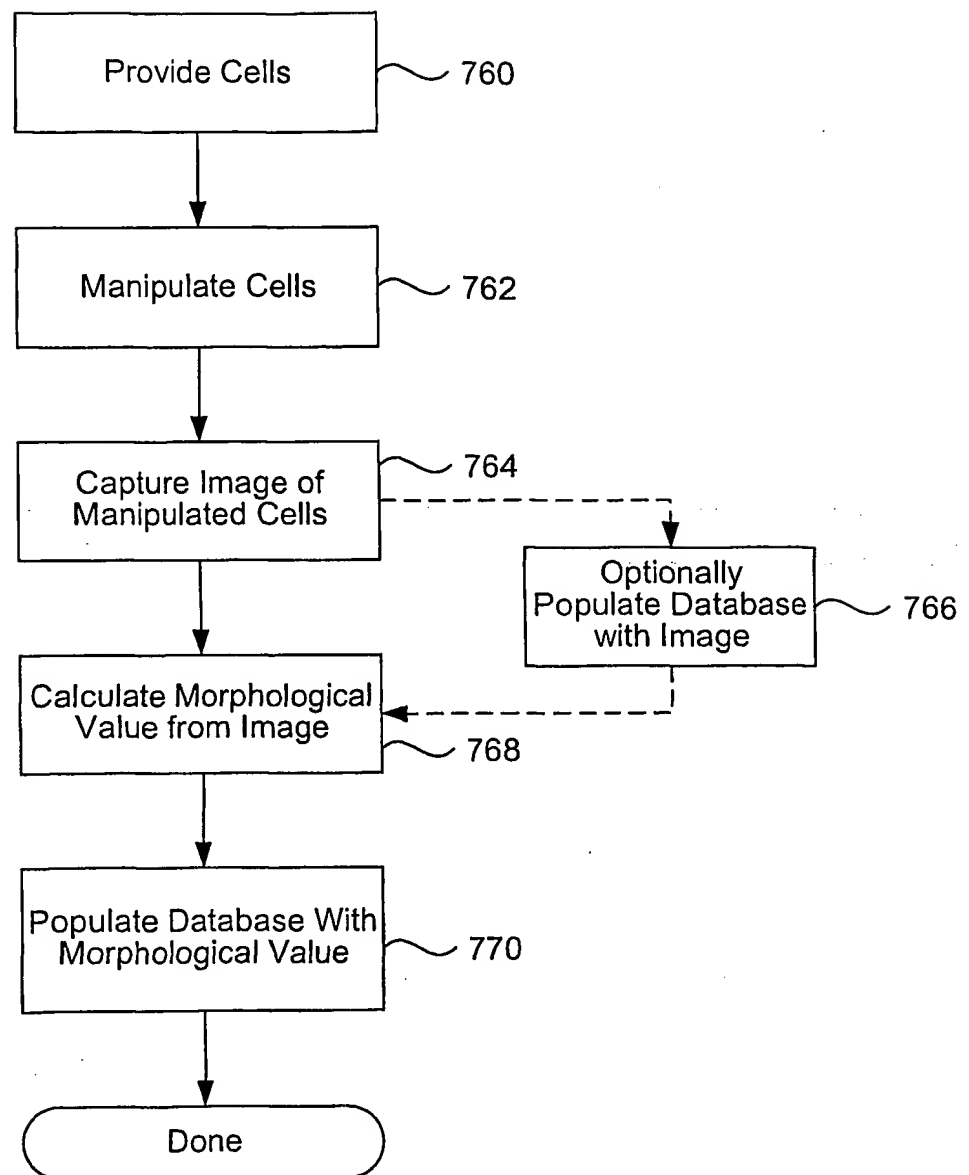 Provide Cells
760
Manipulate Cells
762
Capture Image of
Manipulated Cells
764
Optionally
Populate Database
with Image
766
Calculate Morphological
Value from Image
768
Populate Database With
Morphological Value
770
Done